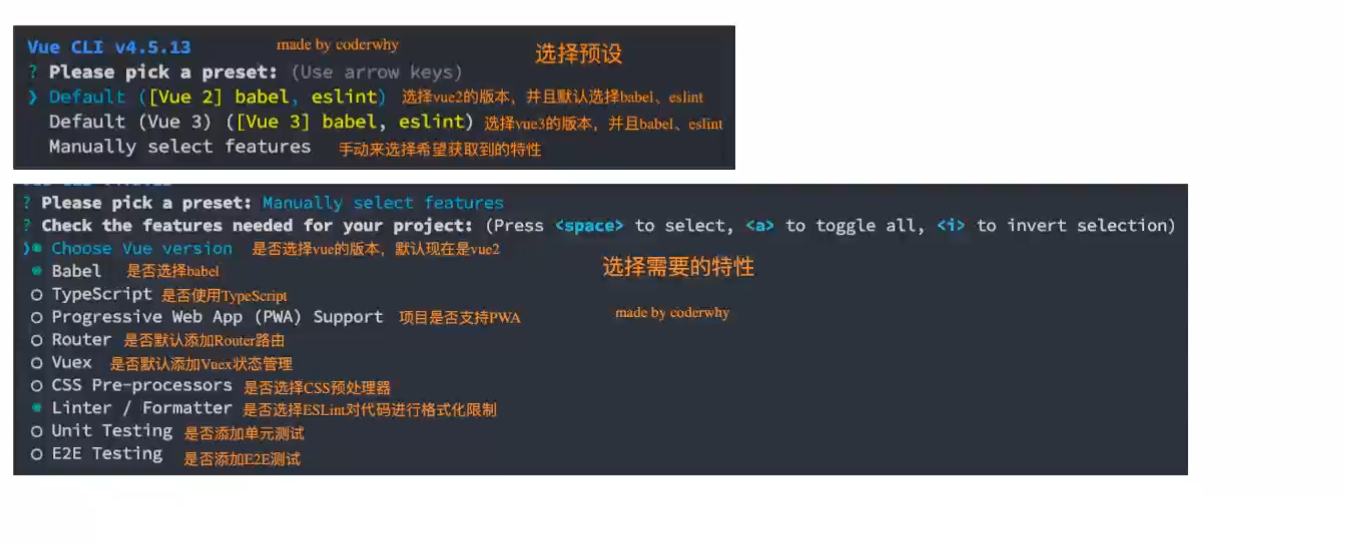 Vue CLI v4.5.13 made by coderwhy 选择预设
? Please pick a preset: (Use arrow keys)
❯ Default ([Vue 2] babel, eslint) 选择vue2的版本，并且默认选择babel、eslint
Default (Vue 3) ([Vue 3] babel, eslint) 选择vue3的版本，并且babel、eslint
Manually select features 手动来选择希望获取到的特性
? Please pick a preset: Manually select features
? Check the features needed for your project: (Press <space> to select, <a> to toggle all, <i> to invert selection)
❯◉ Choose Vue version 是否选择vue的版本，默认现在是vue2
◉ Babel 是否选择babel 选择需要的特性
○ TypeScript 是否使用TypeScript
○ Progressive Web App (PWA) Support 项目是否支持PWA made by coderwhy
○ Router 是否默认添加Router路由
○ Vuex 是否默认添加Vuex状态管理
○ CSS Pre-processors 是否选择CSS预处理器
◉ Linter / Formatter 是否选择ESLint对代码进行格式化限制
○ Unit Testing 是否添加单元测试
○ E2E Testing 是否添加E2E测试